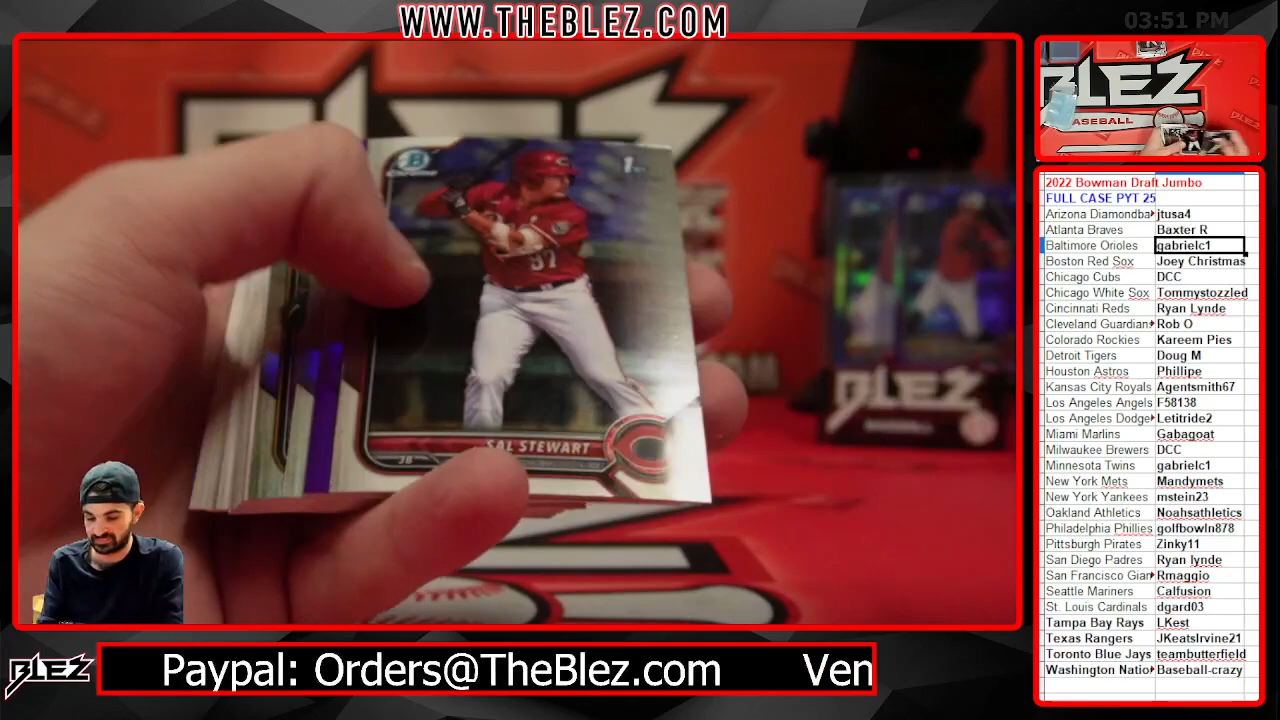 WWW.THEBLEZ.COM
03:51 PM
BLEZ
BASEBALL
1st
97
SAL STEWART
BLEZ
2022 Bowman Draft Jumbo
FULL CASE PYT 25
Arizona Diamondba jtusa4
Atlanta Braves Baxter R
Baltimore Orioles gabrielc1
Boston Red Sox Joey Christmas
Chicago Cubs DCC
Chicago White Sox Tommystozzled
Cincinnati Reds Ryan Lynde
Cleveland Guardian Rob O
Colorado Rockies Kareem Pies
Detroit Tigers Doug M
Houston Astros Phillipe
Kansas City Royals Agentsmith67
Los Angeles Angels F58138
Los Angeles Dodge Letitride2
Miami Marlins Gabagoat
Milwaukee Brewers DCC
Minnesota Twins gabrielc1
New York Mets Mandymets
New York Yankees mstein23
Oakland Athletics Noahsathletics
Philadelphia Phillies golfbowln878
Pittsburgh Pirates Zinky11
San Diego Padres Ryan lynde
San Francisco Gian Rmaggio
Seattle Mariners Calfusion
St. Louis Cardinals dgard03
Tampa Bay Rays LKest
Texas Rangers JKeatsIrvine21
Toronto Blue Jays teambutterfield
Washington Natio Baseball-crazy
BLEZ
Paypal: Orders@TheBlez.com Ven